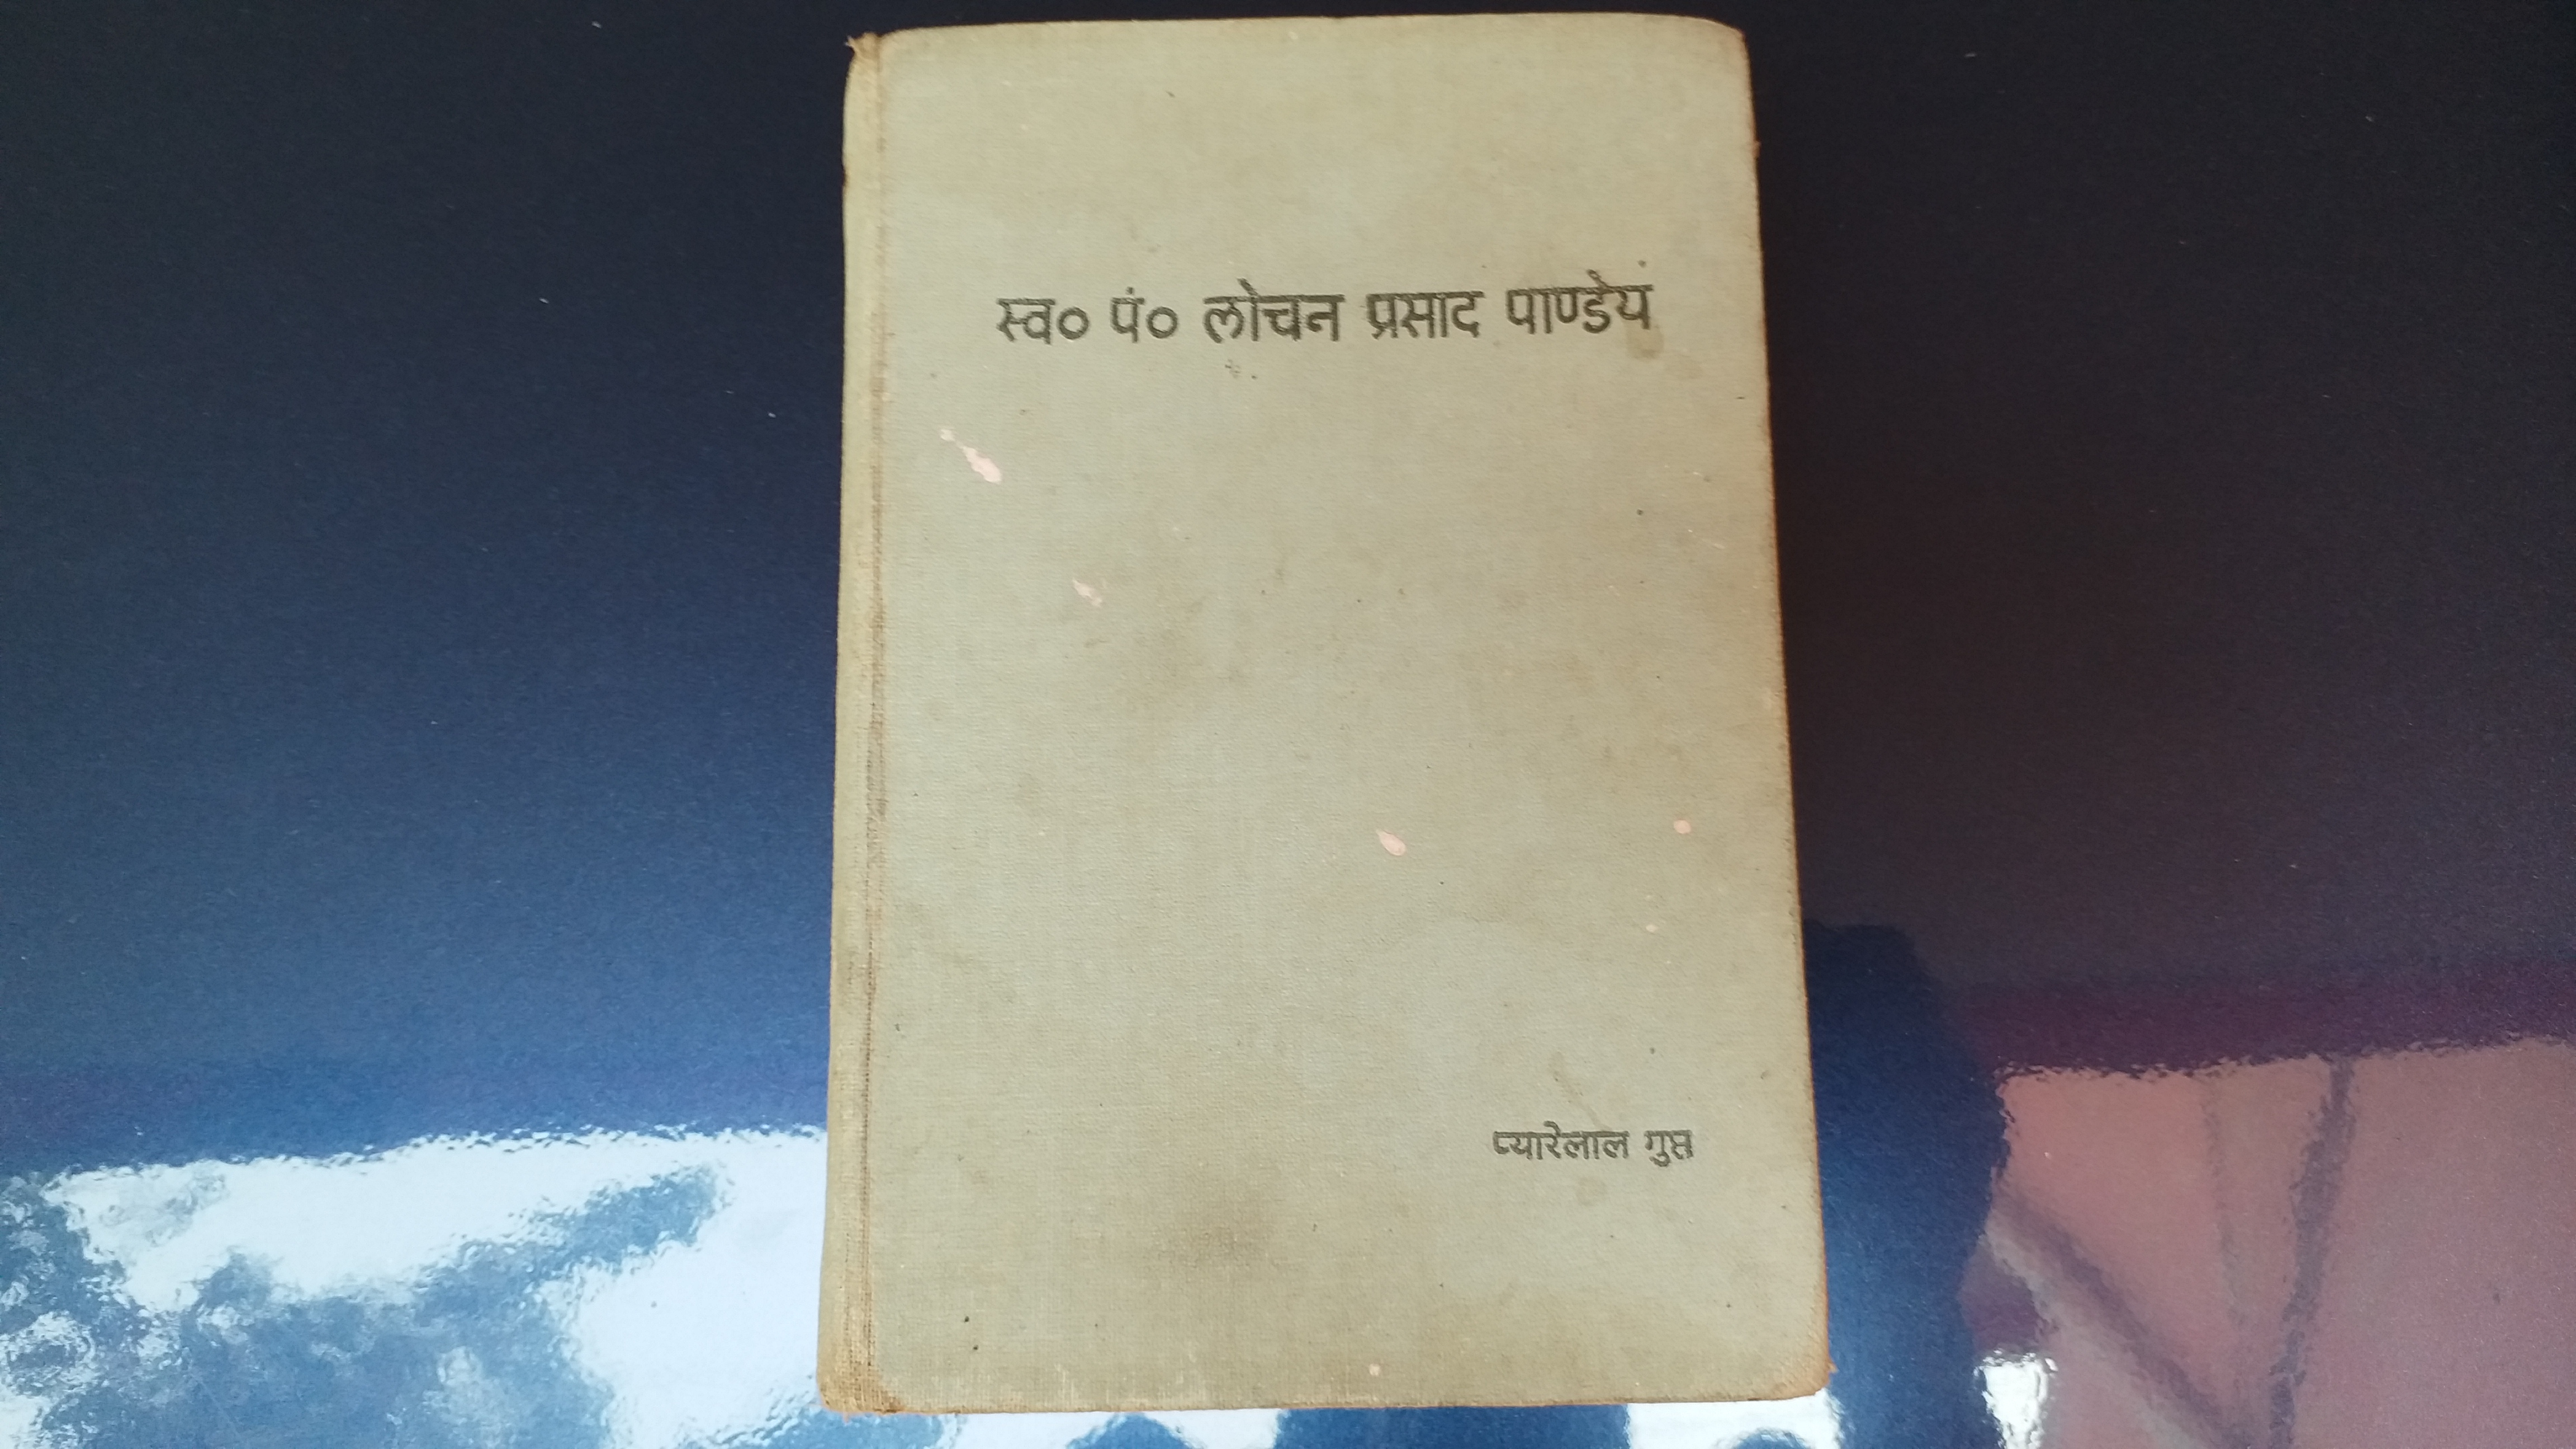 स्व० पं० लोचन प्रसाद पाण्डेय
प्यारेलाल गुप्त